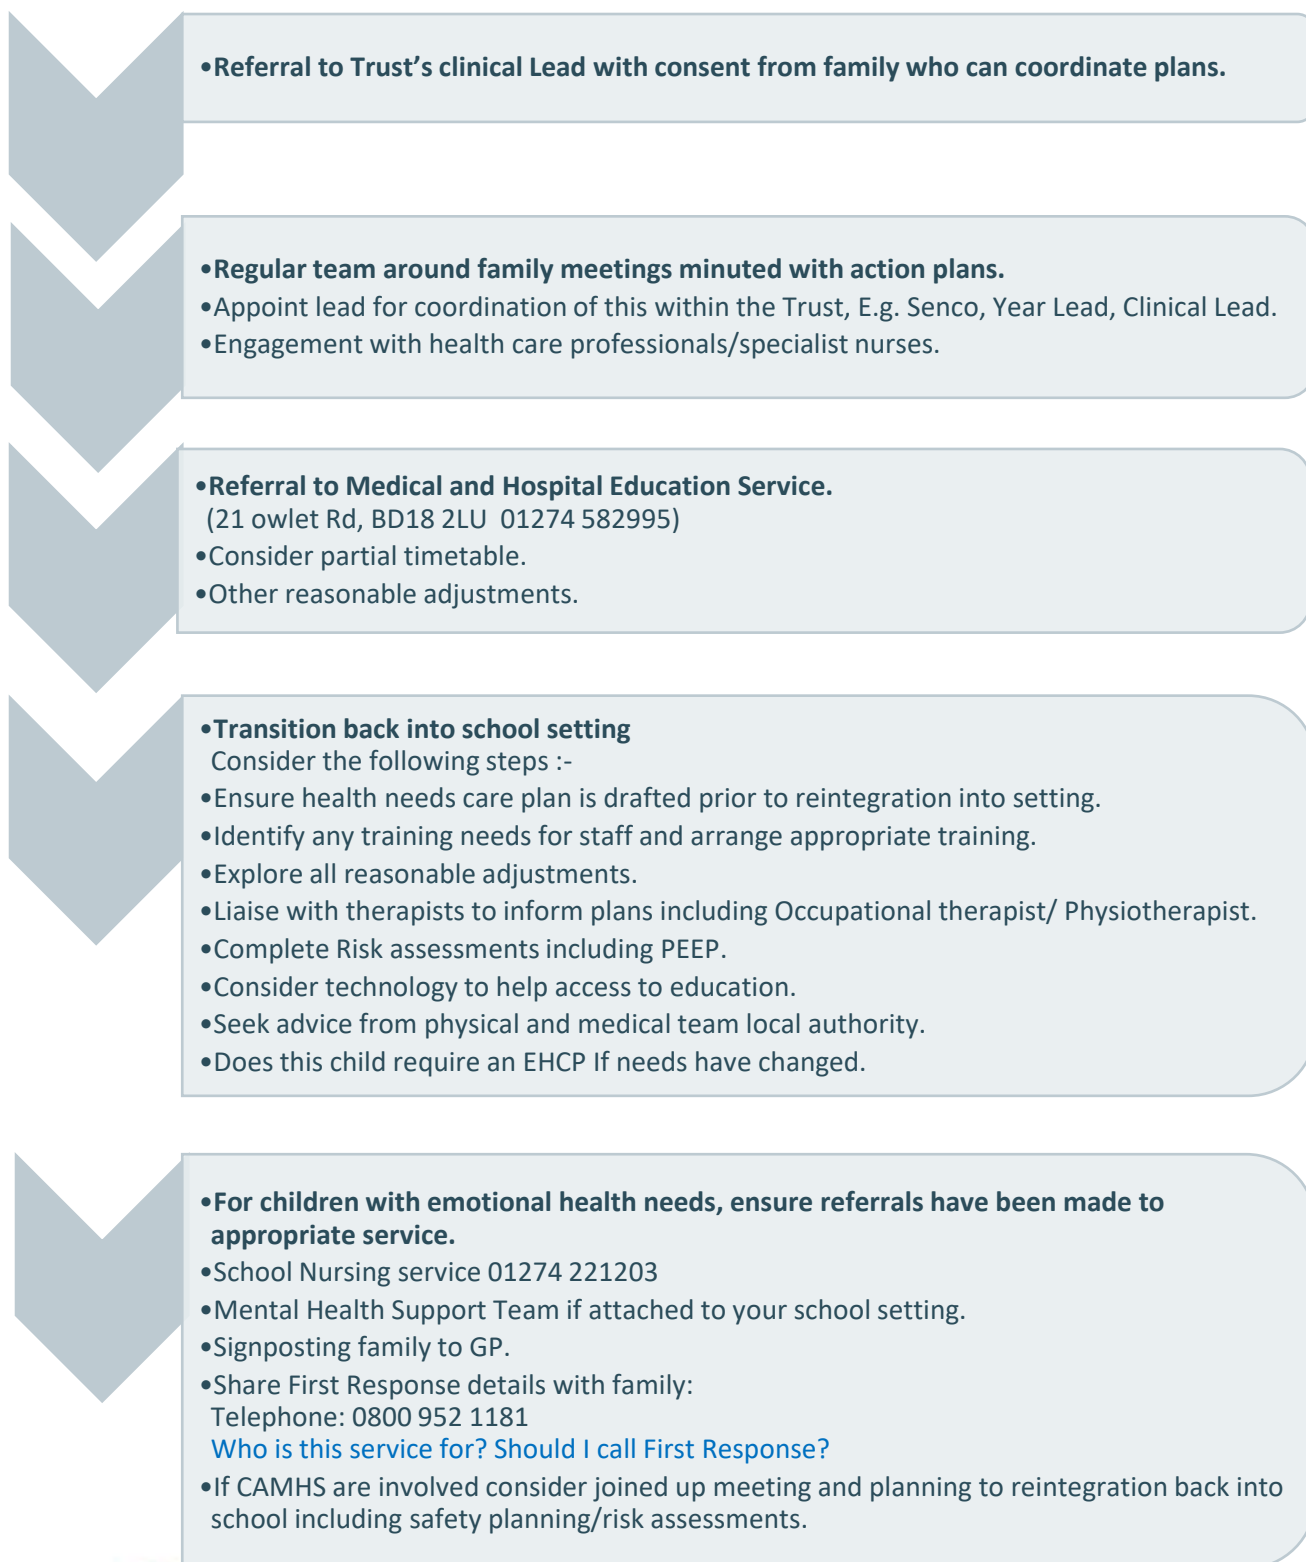 •Referral to Trust’s clinical Lead with consent from family who can coordinate plans.
•Regular team around family meetings minuted with action plans.
•Appoint lead for coordination of this within the Trust, E.g. Senco, Year Lead, Clinical Lead.
•Engagement with health care professionals/specialist nurses.
•Referral to Medical and Hospital Education Service.
(21 owlet Rd, BD18 2LU 01274 582995)
•Consider partial timetable.
•Other reasonable adjustments.
•Transition back into school setting
Consider the following steps :-
•Ensure health needs care plan is drafted prior to reintegration into setting.
•Identify any training needs for staff and arrange appropriate training.
•Explore all reasonable adjustments.
•Liaise with therapists to inform plans including Occupational therapist/ Physiotherapist.
•Complete Risk assessments including PEEP.
•Consider technology to help access to education.
•Seek advice from physical and medical team local authority.
•Does this child require an EHCP If needs have changed.
•For children with emotional health needs, ensure referrals have been made to
appropriate service.
•School Nursing service 01274 221203
•Mental Health Support Team if attached to your school setting.
•Signposting family to GP.
•Share First Response details with family:
Telephone: 0800 952 1181
Who is this service for? Should I call First Response?
•If CAMHS are involved consider joined up meeting and planning to reintegration back into
school including safety planning/risk assessments.